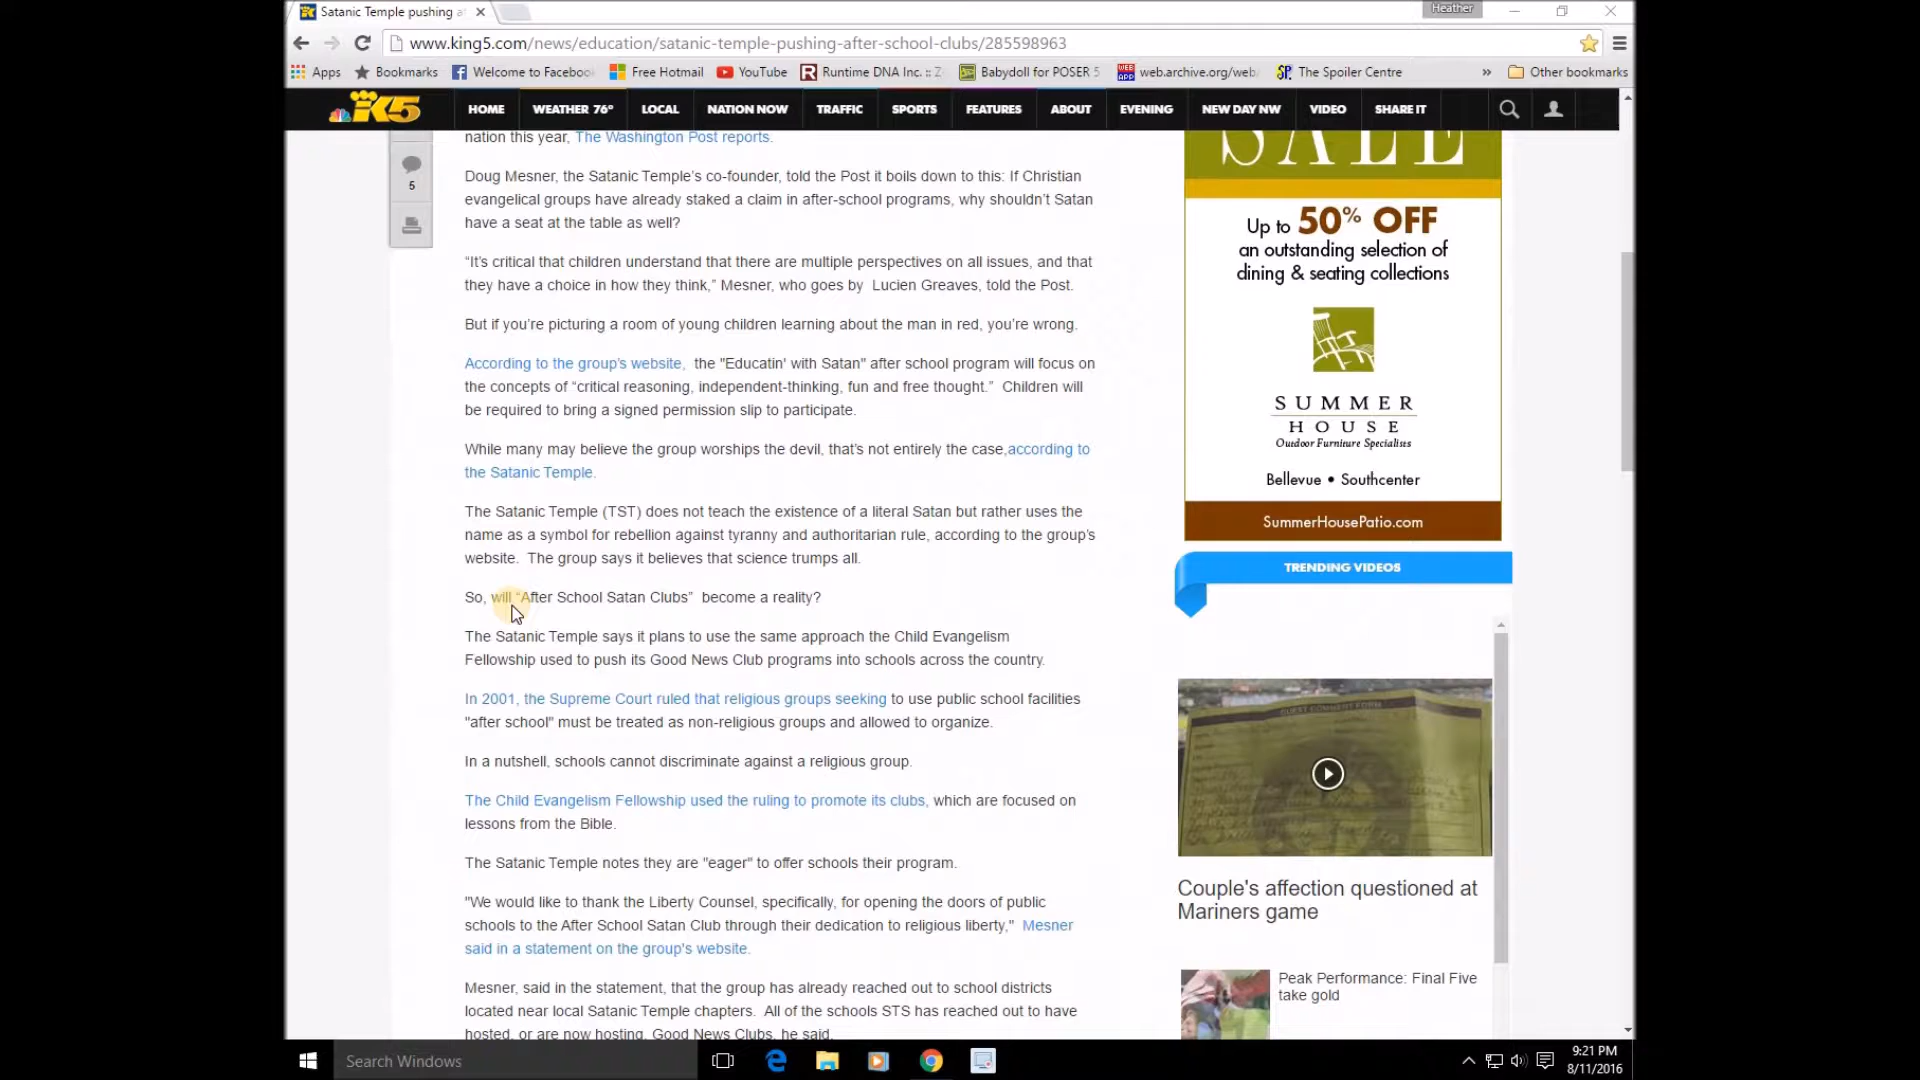 Satanic Temple pushing a
Heather
www.king5.com/news/education/satanic-temple-pushing-after-school-clubs/285598963
Apps Bookmarks Welcome to Faceboo Free Hotmail YouTube Runtime DNA Inc. :: Z Babydoll for POSER 5 web.archive.org/web The Spoiler Centre » Other bookmarks
K5 HOME WEATHER 76° LOCAL NATION NOW TRAFFIC SPORTS FEATURES ABOUT EVENING NEW DAY NW VIDEO SHARE IT
nation this year, The Washington Post reports.
5
Doug Mesner, the Satanic Temple's co-founder, told the Post it boils down to this: If Christian
evangelical groups have already staked a claim in after-school programs, why shouldn't Satan
have a seat at the table as well?
“It's critical that children understand that there are multiple perspectives on all issues, and that
they have a choice in how they think,” Mesner, who goes by Lucien Greaves, told the Post.
But if you're picturing a room of young children learning about the man in red, you're wrong.
According to the group's website, the "Educatin' with Satan" after school program will focus on
the concepts of “critical reasoning, independent-thinking, fun and free thought.” Children will
be required to bring a signed permission slip to participate.
While many may believe the group worships the devil, that's not entirely the case,according to
the Satanic Temple.
The Satanic Temple (TST) does not teach the existence of a literal Satan but rather uses the
name as a symbol for rebellion against tyranny and authoritarian rule, according to the group's
website. The group says it believes that science trumps all.
So, will “After School Satan Clubs” become a reality?
The Satanic Temple says it plans to use the same approach the Child Evangelism
Fellowship used to push its Good News Club programs into schools across the country.
In 2001, the Supreme Court ruled that religious groups seeking to use public school facilities
"after school" must be treated as non-religious groups and allowed to organize.
In a nutshell, schools cannot discriminate against a religious group.
The Child Evangelism Fellowship used the ruling to promote its clubs, which are focused on
lessons from the Bible.
The Satanic Temple notes they are "eager" to offer schools their program.
"We would like to thank the Liberty Counsel, specifically, for opening the doors of public
schools to the After School Satan Club through their dedication to religious liberty," Mesner
said in a statement on the group's website.
Mesner, said in the statement, that the group has already reached out to school districts
located near local Satanic Temple chapters. All of the schools STS has reached out to have
hosted, or are now hosting, Good News Clubs, he said.
SALE
Up to 50% OFF
an outstanding selection of
dining & seating collections
SUMMER
HOUSE
Outdoor Furniture Specialists
Bellevue • Southcenter
SummerHousePatio.com
TRENDING VIDEOS
GUEST COMMENT FORM
Couple's affection questioned at
Mariners game
Peak Performance: Final Five
take gold
Search Windows
9:21 PM
8/11/2016